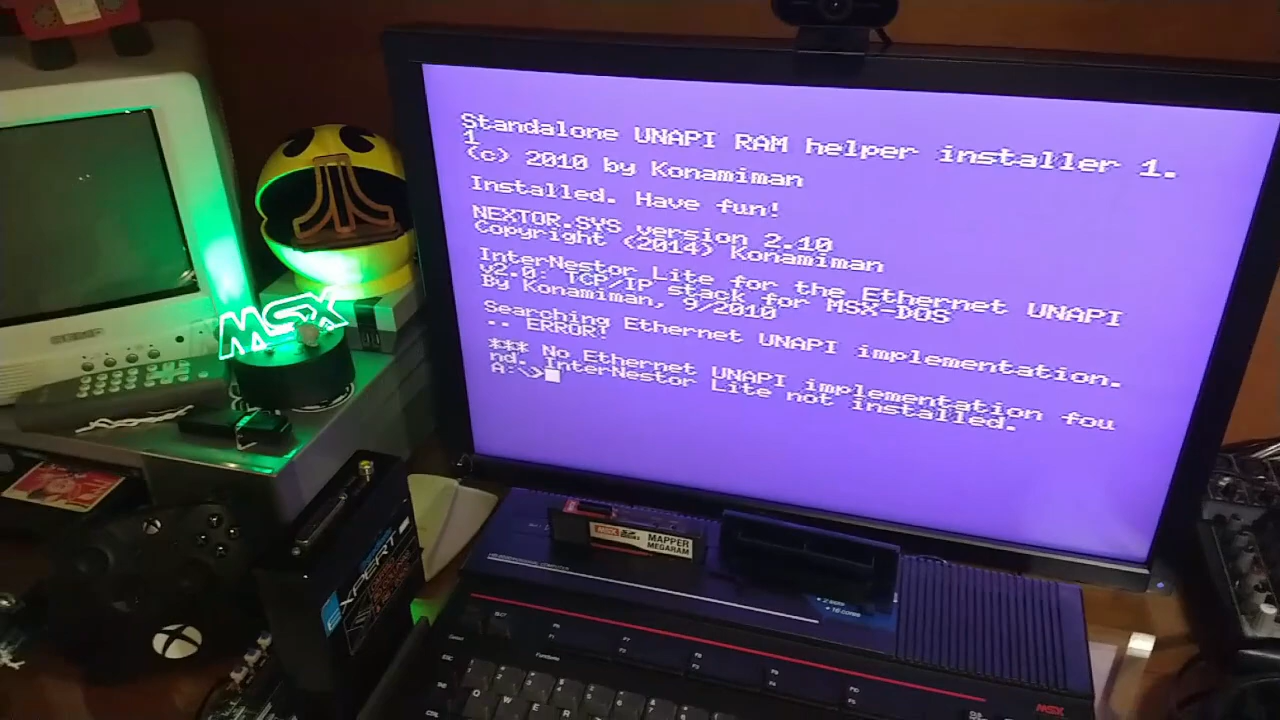 Standalone UNAPI RAM helper installer 1.
1
(c) 2010 by Konamiman
Installed. Have fun!
NEXTOR.SYS version 2.10
Copyright (2014) Konamiman
InterNestor Lite for the Ethernet UNAPI
v2.0: TCP/IP stack for MSX-DOS
By Konamiman, 9/2010
Searching Ethernet UNAPI implementation.
-- ERROR!
*** No Ethernet UNAPI implementation fou
nd. InterNestor Lite not installed.
A:\>
MSX
MSX
MAPPER
MEGARAM
EXPERT
MSX